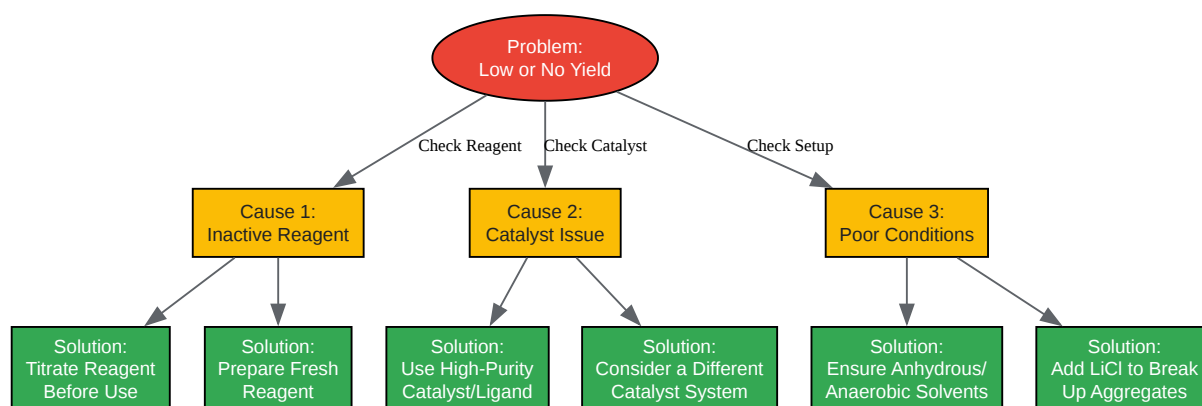 Problem:
Low or No Yield
Check Reagent
Check Catalyst
Check Setup
Cause 1:
Inactive Reagent
Cause 2:
Catalyst Issue
Cause 3:
Poor Conditions
Solution:
Titrate Reagent
Before Use
Solution:
Prepare Fresh
Reagent
Solution:
Use High-Purity
Catalyst/Ligand
Solution:
Consider a Different
Catalyst System
Solution:
Ensure Anhydrous/
Anaerobic Solvents
Solution:
Add LiCl to Break
Up Aggregates